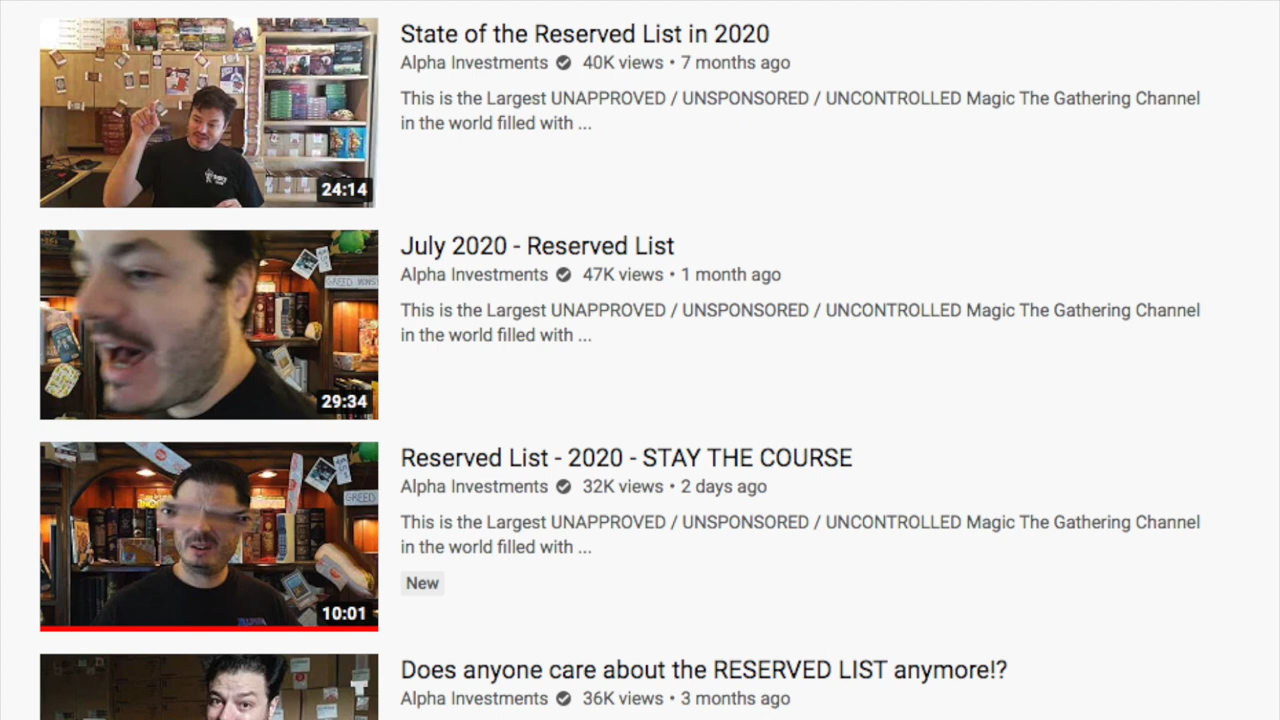 State of the Reserved List in 2020
Alpha Investments 40K views • 7 months ago
This is the Largest UNAPPROVED / UNSPONSORED / UNCONTROLLED Magic The Gathering Channel
in the world filled with ...
24:14
July 2020 - Reserved List
Alpha Investments 47K views • 1 month ago
This is the Largest UNAPPROVED / UNSPONSORED / UNCONTROLLED Magic The Gathering Channel
in the world filled with ...
29:34
Reserved List - 2020 - STAY THE COURSE
Alpha Investments 32K views • 2 days ago
This is the Largest UNAPPROVED / UNSPONSORED / UNCONTROLLED Magic The Gathering Channel
in the world filled with ...
GREED
New
10:01
Does anyone care about the RESERVED LIST anymore!?
Alpha Investments 36K views • 3 months ago